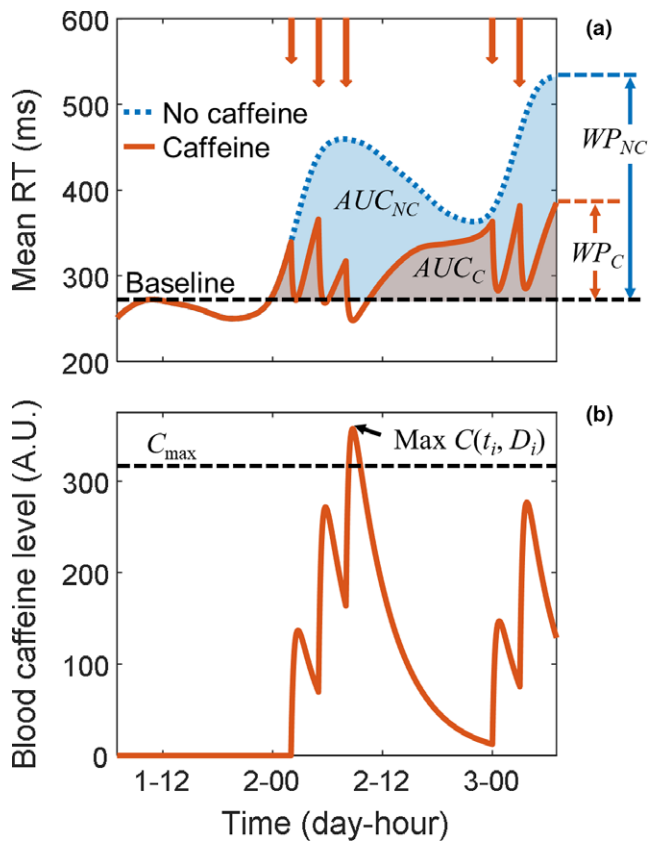 (a)
600
500
400
300
200
Mean RT (ms)
No caffeine
Caffeine
Baseline
AUC_NC
AUC_C
WP_NC
WP_C
(b)
300
200
100
0
Blood caffeine level (A.U.)
C_max
Max C(t_i, D_i)
1-12
2-00
2-12
3-00
Time (day-hour)